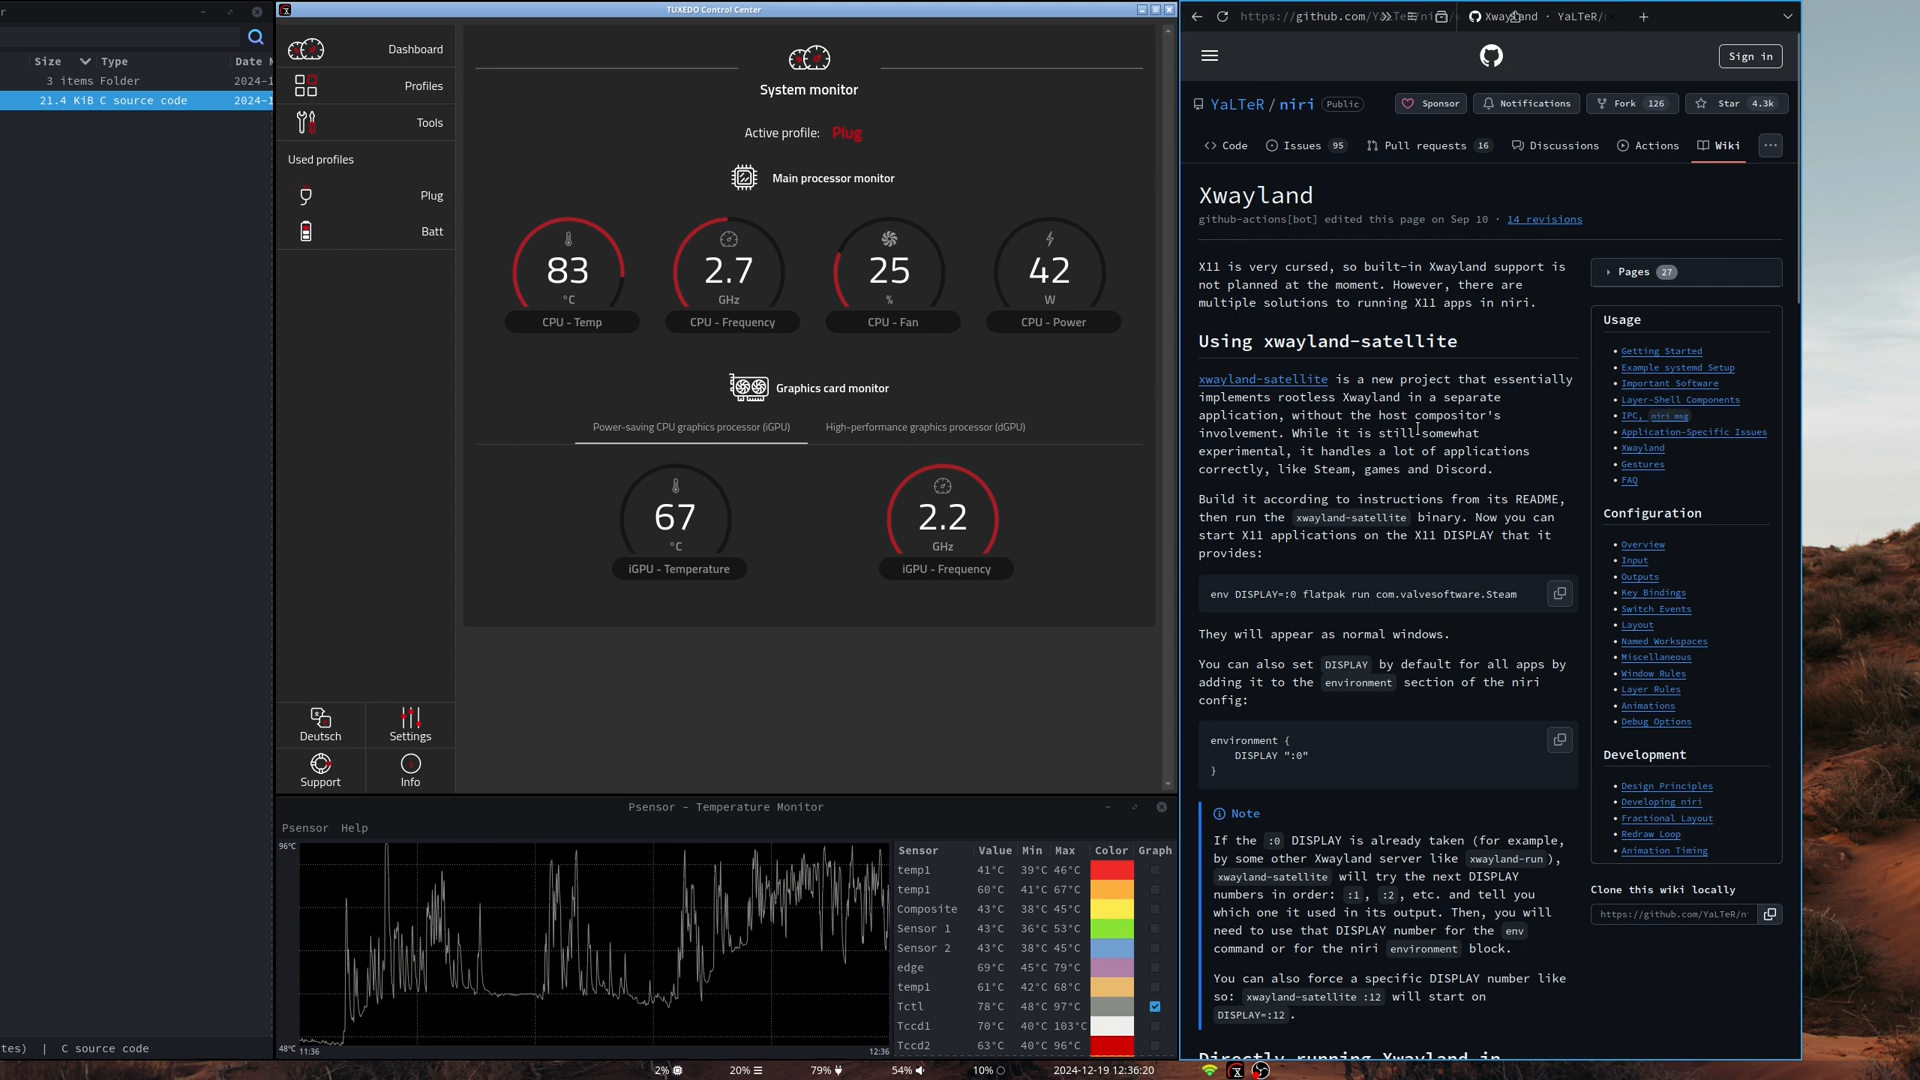 r
Size Type Date M
3 items Folder 2024-1
21.4 KiB C source code 2024-1
tes) | C source code
TUXEDO Control Center
Dashboard
Profiles
Tools
Used profiles
Plug
Batt
Deutsch
Settings
Support
Info
System monitor
Active profile: Plug
Main processor monitor
83 °C CPU - Temp
2.7 GHz CPU - Frequency
25 % CPU - Fan
42 W CPU - Power
Graphics card monitor
Power-saving CPU graphics processor (iGPU)
High-performance graphics processor (dGPU)
67 °C iGPU - Temperature
2.2 GHz iGPU - Frequency
Psensor - Temperature Monitor
Psensor Help
96°C
48°C
11:36
12:36
Sensor Value Min Max Color Graph
temp1 41°C 39°C 46°C
temp1 60°C 41°C 67°C
Composite 43°C 38°C 45°C
Sensor 1 43°C 36°C 53°C
Sensor 2 43°C 38°C 45°C
edge 69°C 45°C 79°C
temp1 61°C 42°C 68°C
Tctl 78°C 48°C 97°C
Tccd1 70°C 40°C 103°C
Tccd2 63°C 40°C 96°C
https://github.com/Y
Xwayland · YaLTeR/
Sign in
YaLTeR / niri Public
Sponsor
Notifications
Fork 126
Star 4.3k
Code
Issues 95
Pull requests 16
Discussions
Actions
Wiki
Xwayland
github-actions[bot] edited this page on Sep 10 · 14 revisions
X11 is very cursed, so built-in Xwayland support is
not planned at the moment. However, there are
multiple solutions to running X11 apps in niri.
Using xwayland-satellite
xwayland-satellite is a new project that essentially
implements rootless Xwayland in a separate
application, without the host compositor's
involvement. While it is still somewhat
experimental, it handles a lot of applications
correctly, like Steam, games and Discord.
Build it according to instructions from its README,
then run the xwayland-satellite binary. Now you can
start X11 applications on the X11 DISPLAY that it
provides:
env DISPLAY=:0 flatpak run com.valvesoftware.Steam
They will appear as normal windows.
You can also set DISPLAY by default for all apps by
adding it to the environment section of the niri
config:
environment {
DISPLAY ":0"
}
Note
If the :0 DISPLAY is already taken (for example,
by some other Xwayland server like xwayland-run),
xwayland-satellite will try the next DISPLAY
numbers in order: :1, :2, etc. and tell you
which one it used in its output. Then, you will
need to use that DISPLAY number for the env
command or for the niri environment block.
You can also force a specific DISPLAY number like
so: xwayland-satellite :12 will start on
DISPLAY=:12.
Directly running Xwayland in
Pages 27
Usage
Getting Started
Example systemd Setup
Important Software
Layer-Shell Components
IPC, niri msg
Application-Specific Issues
Xwayland
Gestures
FAQ
Configuration
Overview
Input
Outputs
Key Bindings
Switch Events
Layout
Named Workspaces
Miscellaneous
Window Rules
Layer Rules
Animations
Debug Options
Development
Design Principles
Developing niri
Fractional Layout
Redraw Loop
Animation Timing
Clone this wiki locally
https://github.com/YaLTeR/n
2% 20% 79% 54% 10% 2024-12-19 12:36:20